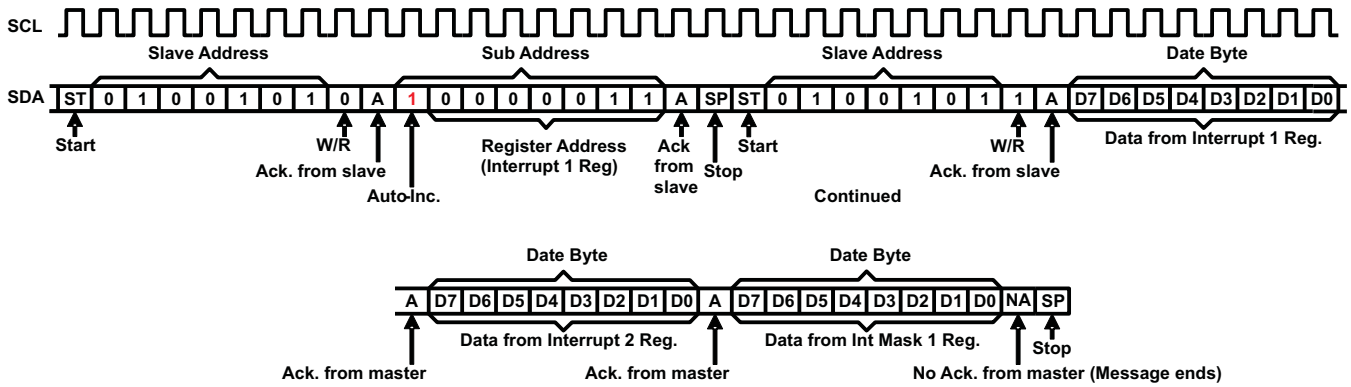 SCL
Slave Address Sub Address Slave Address Date Byte
SDA ST 0 1 0 0 1 0 1 0 A 1 0 0 0 0 0 1 1 A SP ST 0 1 0 0 1 0 1 1 A D7 D6 D5 D4 D3 D2 D1 D0
Start W/R Register Address Ack Start W/R Data from Interrupt 1 Reg.
Ack. from slave (Interrupt 1 Reg) from Stop Ack. from slave
slave
Auto-Inc. Continued
Date Byte Date Byte
A D7 D6 D5 D4 D3 D2 D1 D0 A D7 D6 D5 D4 D3 D2 D1 D0 NA SP
Data from Interrupt 2 Reg. Data from Int Mask 1 Reg. Stop
Ack. from master Ack. from master No Ack. from master (Message ends)